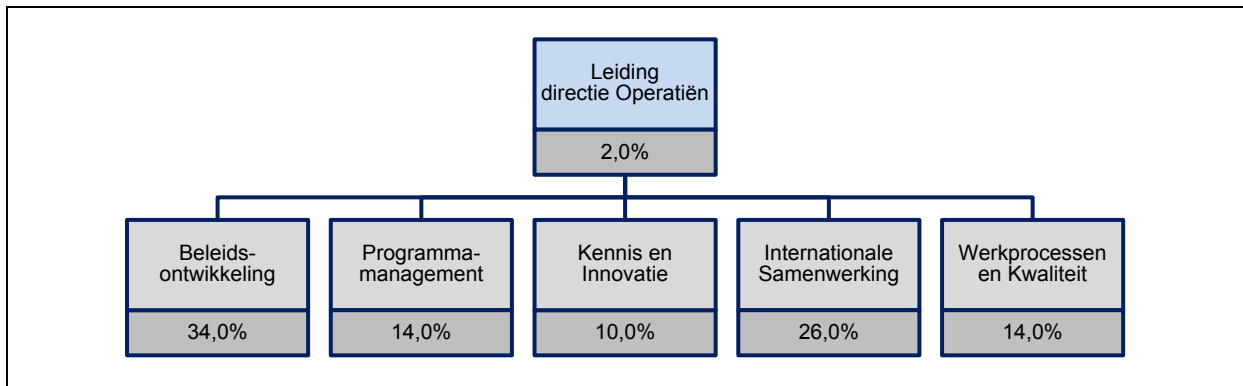 Leiding
directie Operatiën
2,0%
Beleids-
ontwikkeling
34,0%
Programma-
management
14,0%
Kennis en
Innovatie
10,0%
Internationale
Samenwerking
26,0%
Werkprocessen
en Kwaliteit
14,0%